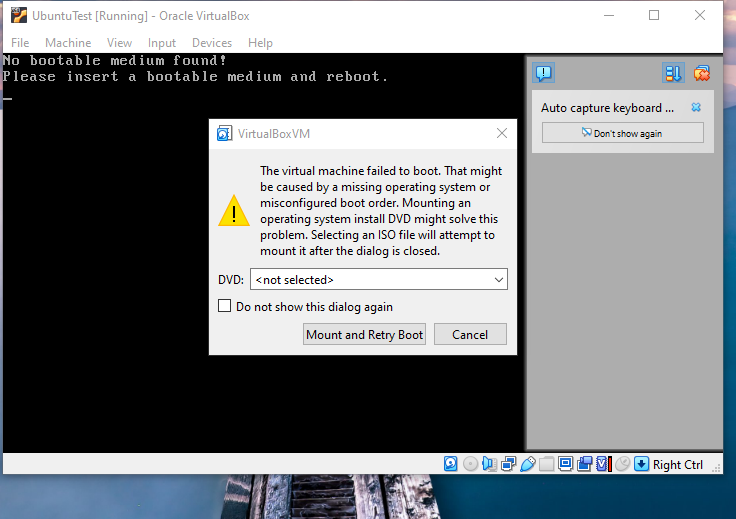 UbuntuTest [Running] - Oracle VirtualBox
File Machine View Input Devices Help
No bootable medium found!
Please insert a bootable medium and reboot.
_
Auto capture keyboard ...
Don't show again
VirtualBoxVM
The virtual machine failed to boot. That might
be caused by a missing operating system or
misconfigured boot order. Mounting an
operating system install DVD might solve this
problem. Selecting an ISO file will attempt to
mount it after the dialog is closed.
DVD: <not selected>
Do not show this dialog again
Mount and Retry Boot Cancel
Right Ctrl